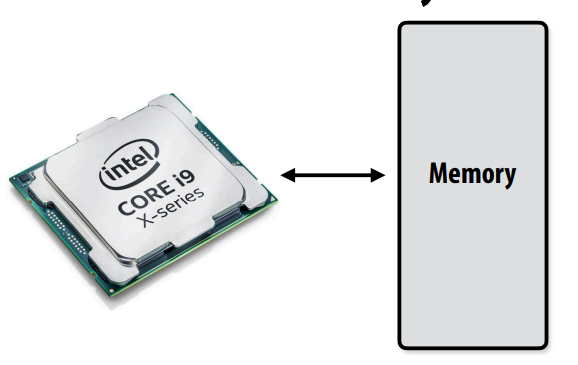 intel
CORE i9
X-series
Memory